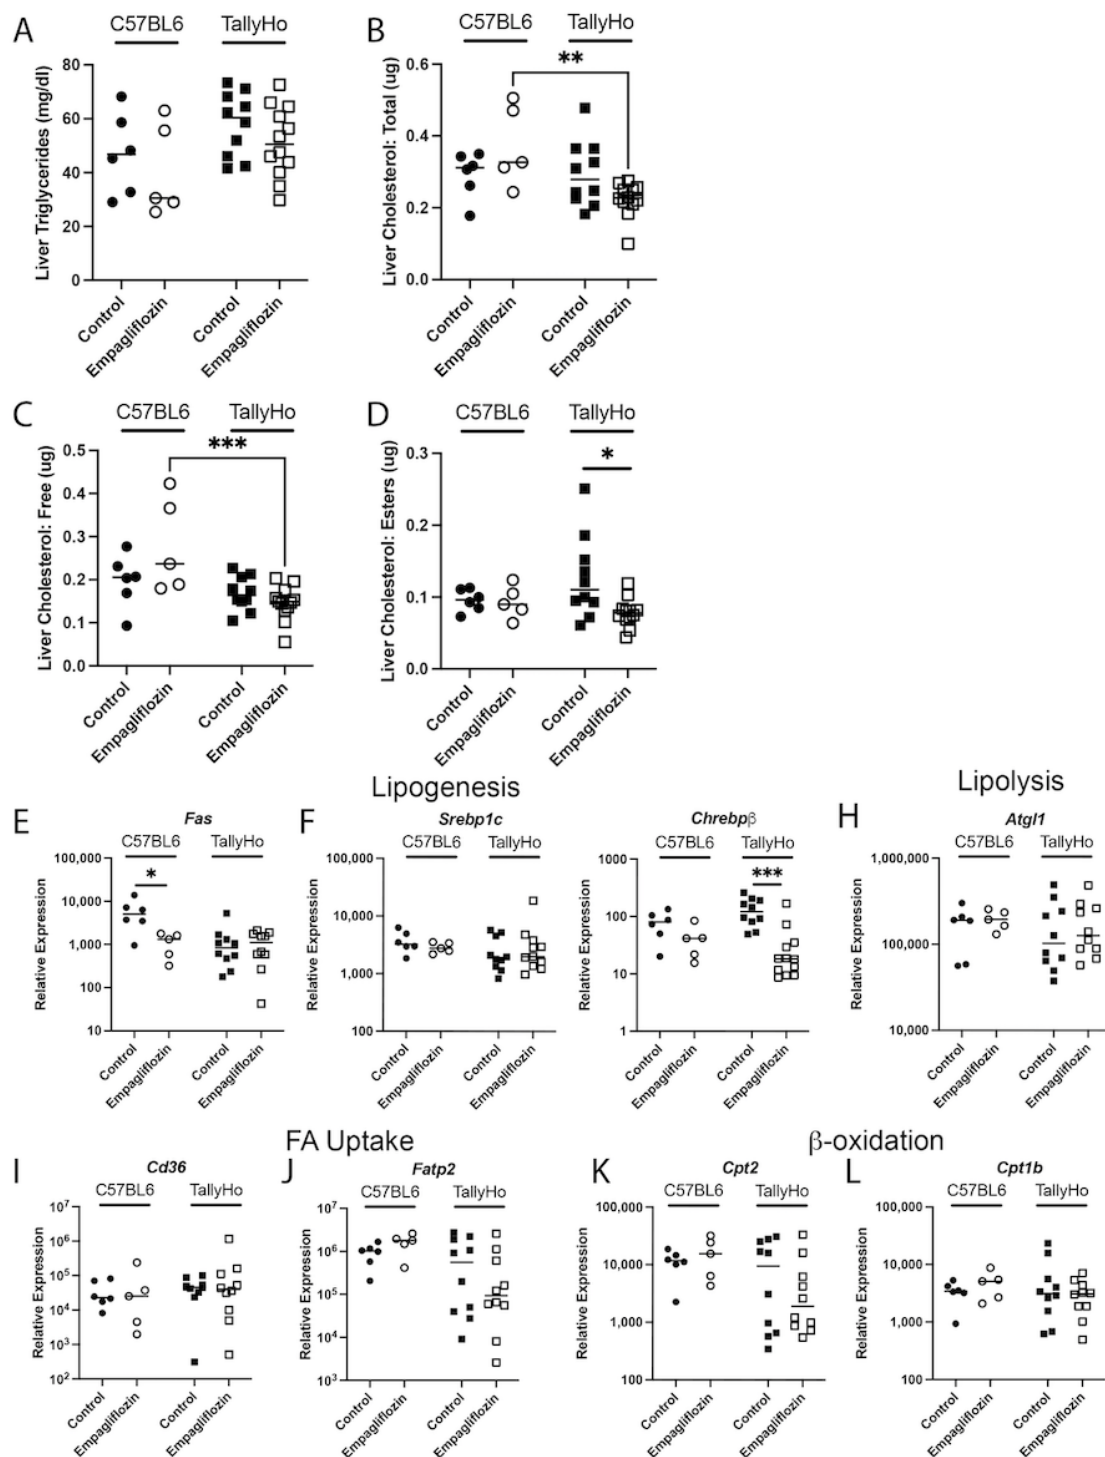 A
C57BL6 TallyHo
Liver Triglycerides (mg/dl)
80
60
40
20
0
Control
Empagliflozin
Control
Empagliflozin
B
C57BL6 TallyHo
**
Liver Cholesterol: Total (ug)
0.6
0.4
0.2
0.0
Control
Empagliflozin
Control
Empagliflozin
C
C57BL6 TallyHo
***
Liver Cholesterol: Free (ug)
0.5
0.4
0.3
0.2
0.1
0.0
Control
Empagliflozin
Control
Empagliflozin
D
C57BL6 TallyHo
*
Liver Cholesterol: Esters (ug)
0.3
0.2
0.1
0.0
Control
Empagliflozin
Control
Empagliflozin
Lipogenesis
Lipolysis
E
Fas
C57BL6 TallyHo
*
Relative Expression
100,000
10,000
1,000
100
10
Control
Empagliflozin
Control
Empagliflozin
F
Srebp1c
C57BL6 TallyHo
Relative Expression
100,000
10,000
1,000
100
Control
Empagliflozin
Control
Empagliflozin
Chrebpβ
C57BL6 TallyHo
***
Relative Expression
1000
100
10
1
Control
Empagliflozin
Control
Empagliflozin
H
Atgl1
C57BL6 TallyHo
Relative Expression
1,000,000
100,000
10,000
Control
Empagliflozin
Control
Empagliflozin
FA Uptake
β-oxidation
I
Cd36
C57BL6 TallyHo
Relative Expression
10⁷
10⁶
10⁵
10⁴
10³
10²
Control
Empagliflozin
Control
Empagliflozin
J
Fatp2
C57BL6 TallyHo
Relative Expression
10⁷
10⁶
10⁵
10⁴
10³
Control
Empagliflozin
Control
Empagliflozin
K
Cpt2
C57BL6 TallyHo
Relative Expression
100,000
10,000
1,000
100
Control
Empagliflozin
Control
Empagliflozin
L
Cpt1b
C57BL6 TallyHo
Relative Expression
100,000
10,000
1,000
100
Control
Empagliflozin
Control
Empagliflozin